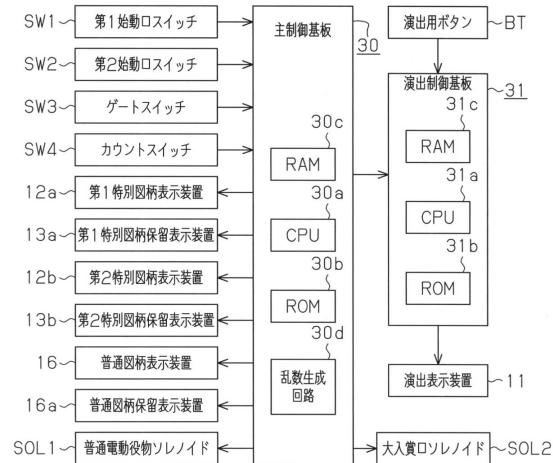 SW1 第1始動口スイッチ
SW2 第2始動口スイッチ
SW3 ゲートスイッチ
SW4 カウントスイッチ
12a 第1特別図柄表示装置
13a 第1特別図柄保留表示装置
12b 第2特別図柄表示装置
13b 第2特別図柄保留表示装置
16 普通図柄表示装置
16a 普通図柄保留表示装置
SOL1 普通電動役物ソレノイド
主制御基板 30
30c
RAM
30a
CPU
30b
ROM
30d
乱数生成
回路
演出用ボタン BT
演出制御基板 31
31c
RAM
31a
CPU
31b
ROM
演出表示装置 11
大入賞口ソレノイド SOL2